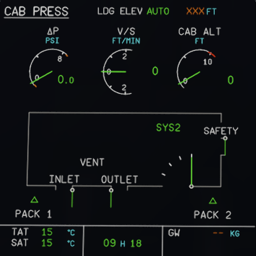 CAB PRESS LDG ELEV AUTO XXX FT
ΔP V/S CAB ALT
PSI FT/MIN FT
8 2 10
0.0 0 0
0 0 0
2
SYS2
SAFETY
VENT
INLET OUTLET
PACK 1 PACK 2
TAT 15 °C GW -- KG
SAT 15 °C 09 H 18